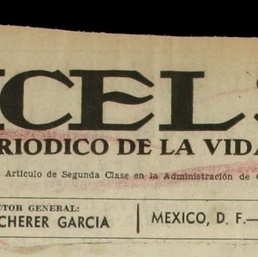 CELS
RIODICO DE LA VIDA
Articulo de Segunda Clase en la Administración de
TOR GENERAL:
CHERER GARCIA
MEXICO, D. F.—